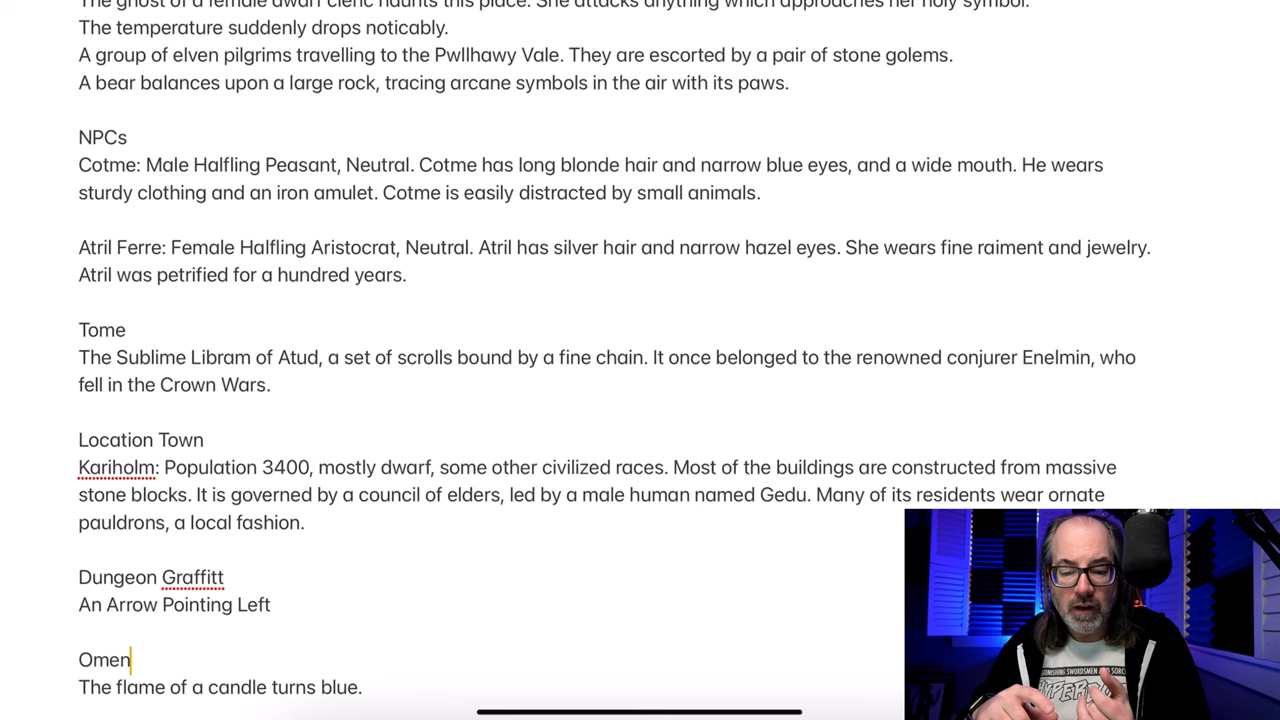 The ghost of a female dwarf cleric haunts this place. She attacks anything which approaches her holy symbol.
The temperature suddenly drops noticably.
A group of elven pilgrims travelling to the Pwllhawy Vale. They are escorted by a pair of stone golems.
A bear balances upon a large rock, tracing arcane symbols in the air with its paws.
NPCs
Cotme: Male Halfling Peasant, Neutral. Cotme has long blonde hair and narrow blue eyes, and a wide mouth. He wears
sturdy clothing and an iron amulet. Cotme is easily distracted by small animals.
Atril Ferre: Female Halfling Aristocrat, Neutral. Atril has silver hair and narrow hazel eyes. She wears fine raiment and jewelry.
Atril was petrified for a hundred years.
Tome
The Sublime Libram of Atud, a set of scrolls bound by a fine chain. It once belonged to the renowned conjurer Enelmin, who
fell in the Crown Wars.
Location Town
Kariholm: Population 3400, mostly dwarf, some other civilized races. Most of the buildings are constructed from massive
stone blocks. It is governed by a council of elders, led by a male human named Gedu. Many of its residents wear ornate
pauldrons, a local fashion.
Dungeon Graffitt
An Arrow Pointing Left
Omen
The flame of a candle turns blue.
SWORDSMEN